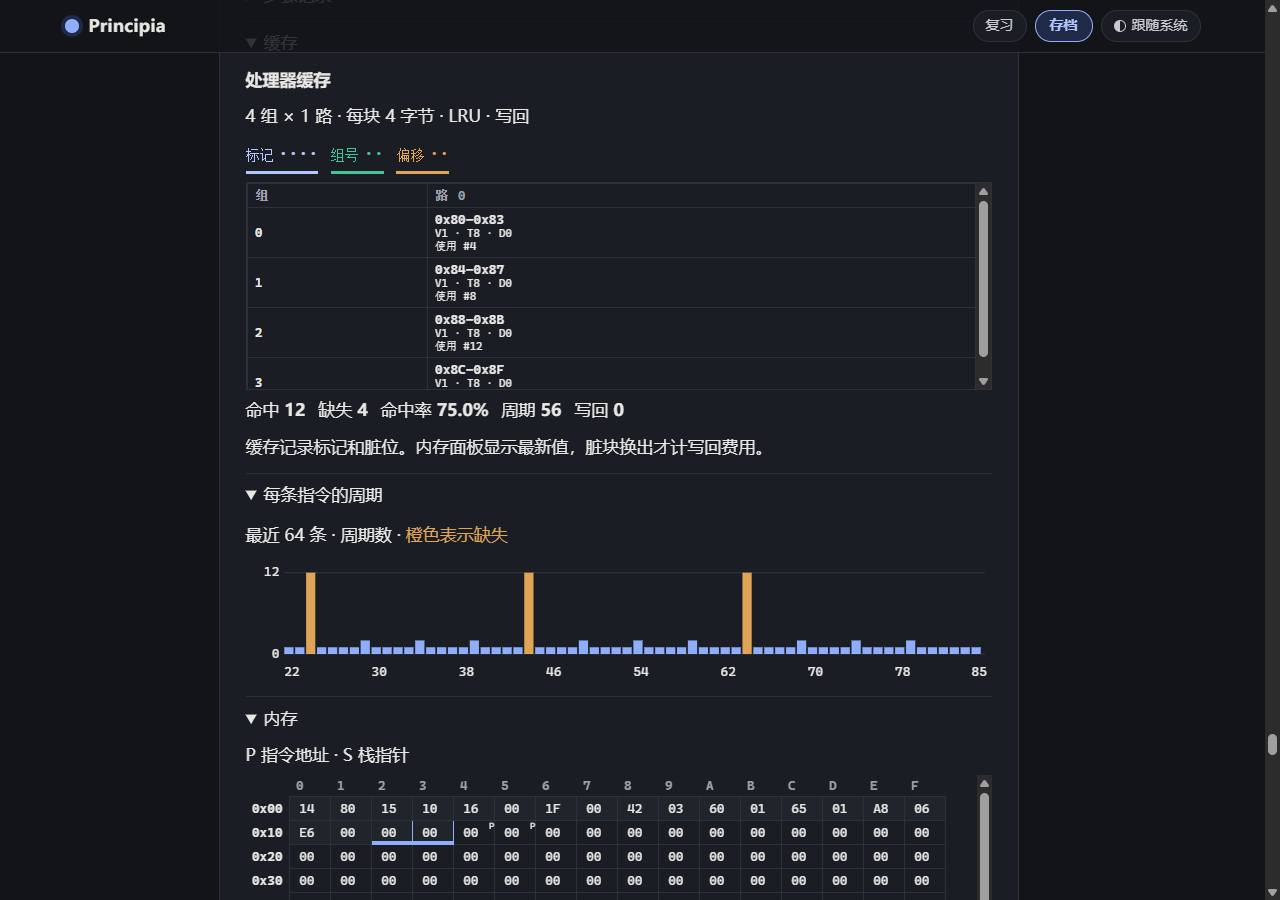 Principia
复习 存档 跟随系统
缓存
处理器缓存
4 组 × 1 路 · 每块 4 字节 · LRU · 写回
标记 •••• 组号 •• 偏移 ••
组 路 0
0 0x80–0x83
V1 · T8 · D0
使用 #4
1 0x84–0x87
V1 · T8 · D0
使用 #8
2 0x88–0x8B
V1 · T8 · D0
使用 #12
3 0x8C–0x8F
V1 · T8 · D0
命中 12 缺失 4 命中率 75.0% 周期 56 写回 0
缓存记录标记和脏位。内存面板显示最新值，脏块换出才计写回费用。
▼ 每条指令的周期
最近 64 条 · 周期数 · 橙色表示缺失
12
0
22 30 38 46 54 62 70 78 85
▼ 内存
P 指令地址 · S 栈指针
0 1 2 3 4 5 6 7 8 9 A B C D E F
0x00 14 80 15 10 16 00 1F 00 42 03 60 01 65 01 A8 06
0x10 E6 00 00 00 00 P 00 P 00 00 00 00 00 00 00 00 00 00
0x20 00 00 00 00 00 00 00 00 00 00 00 00 00 00 00 00
0x30 00 00 00 00 00 00 00 00 00 00 00 00 00 00 00 00